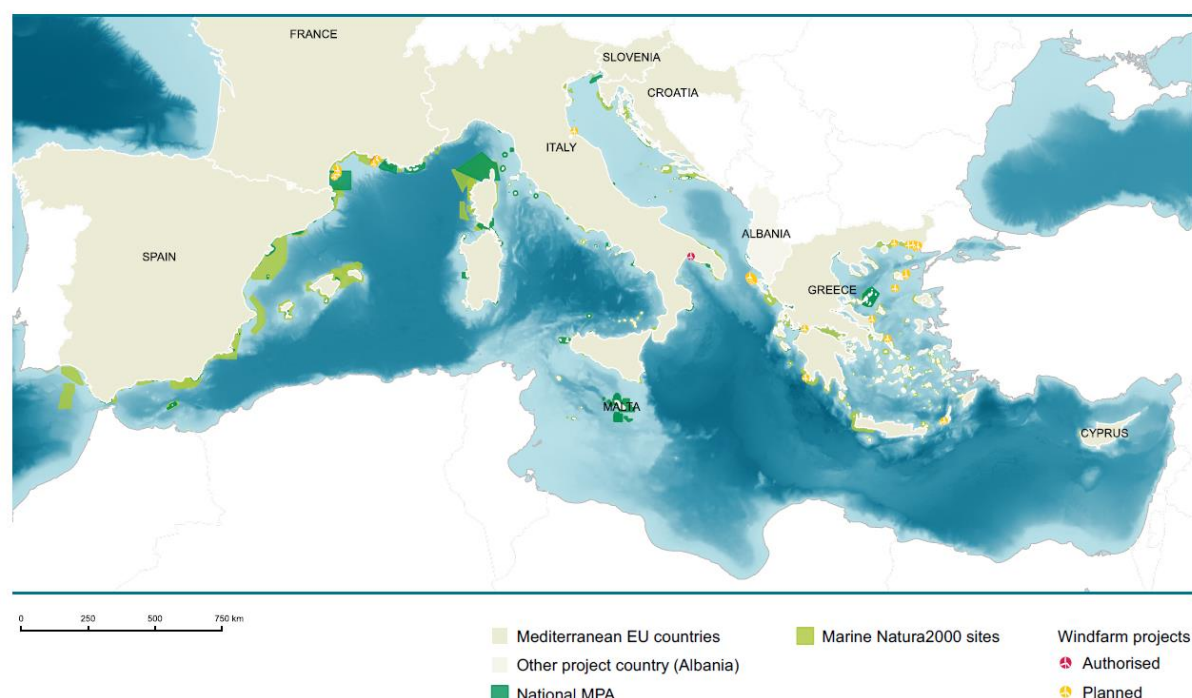 FRANCE
SLOVENIA
CROATIA
ITALY
SPAIN
ALBANIA
GREECE
MALTA
CYPRUS
0 250 500 750 km
Mediterranean EU countries
Other project country (Albania)
National MPA
Marine Natura2000 sites
Windfarm projects
Authorised
Planned